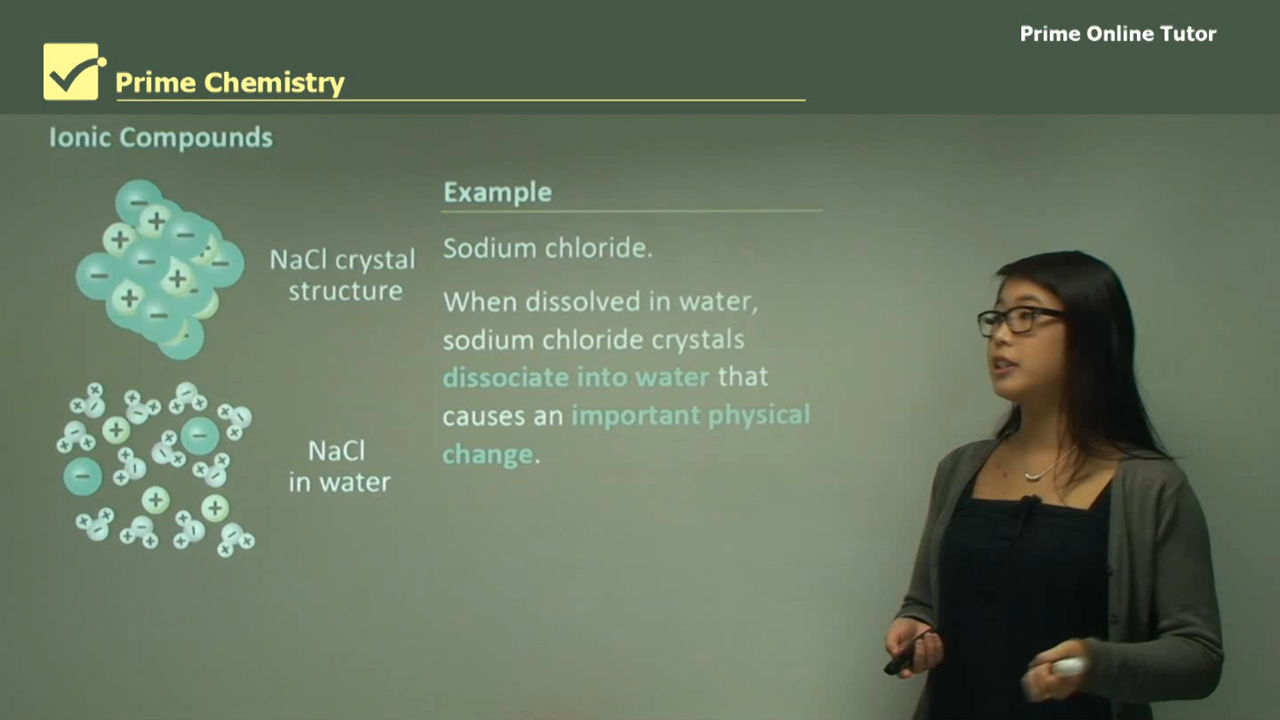 Prime Online Tutor
Prime Chemistry
Ionic Compounds
NaCl crystal
structure
NaCl
in water
Example
Sodium chloride.
When dissolved in water,
sodium chloride crystals
dissociate into water that
causes an important physical
change.